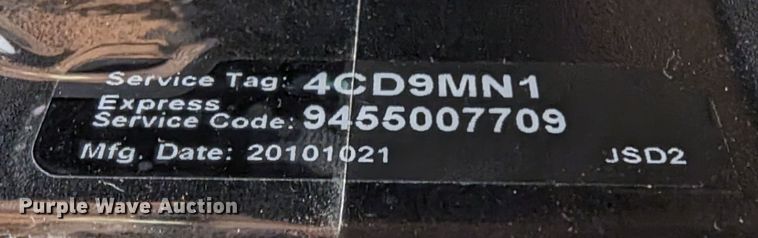 Service Tag: 4CD9MN1
Express
Service Code: 9455007709
Mfg. Date: 20101021 JSD2
Purple Wave Auction